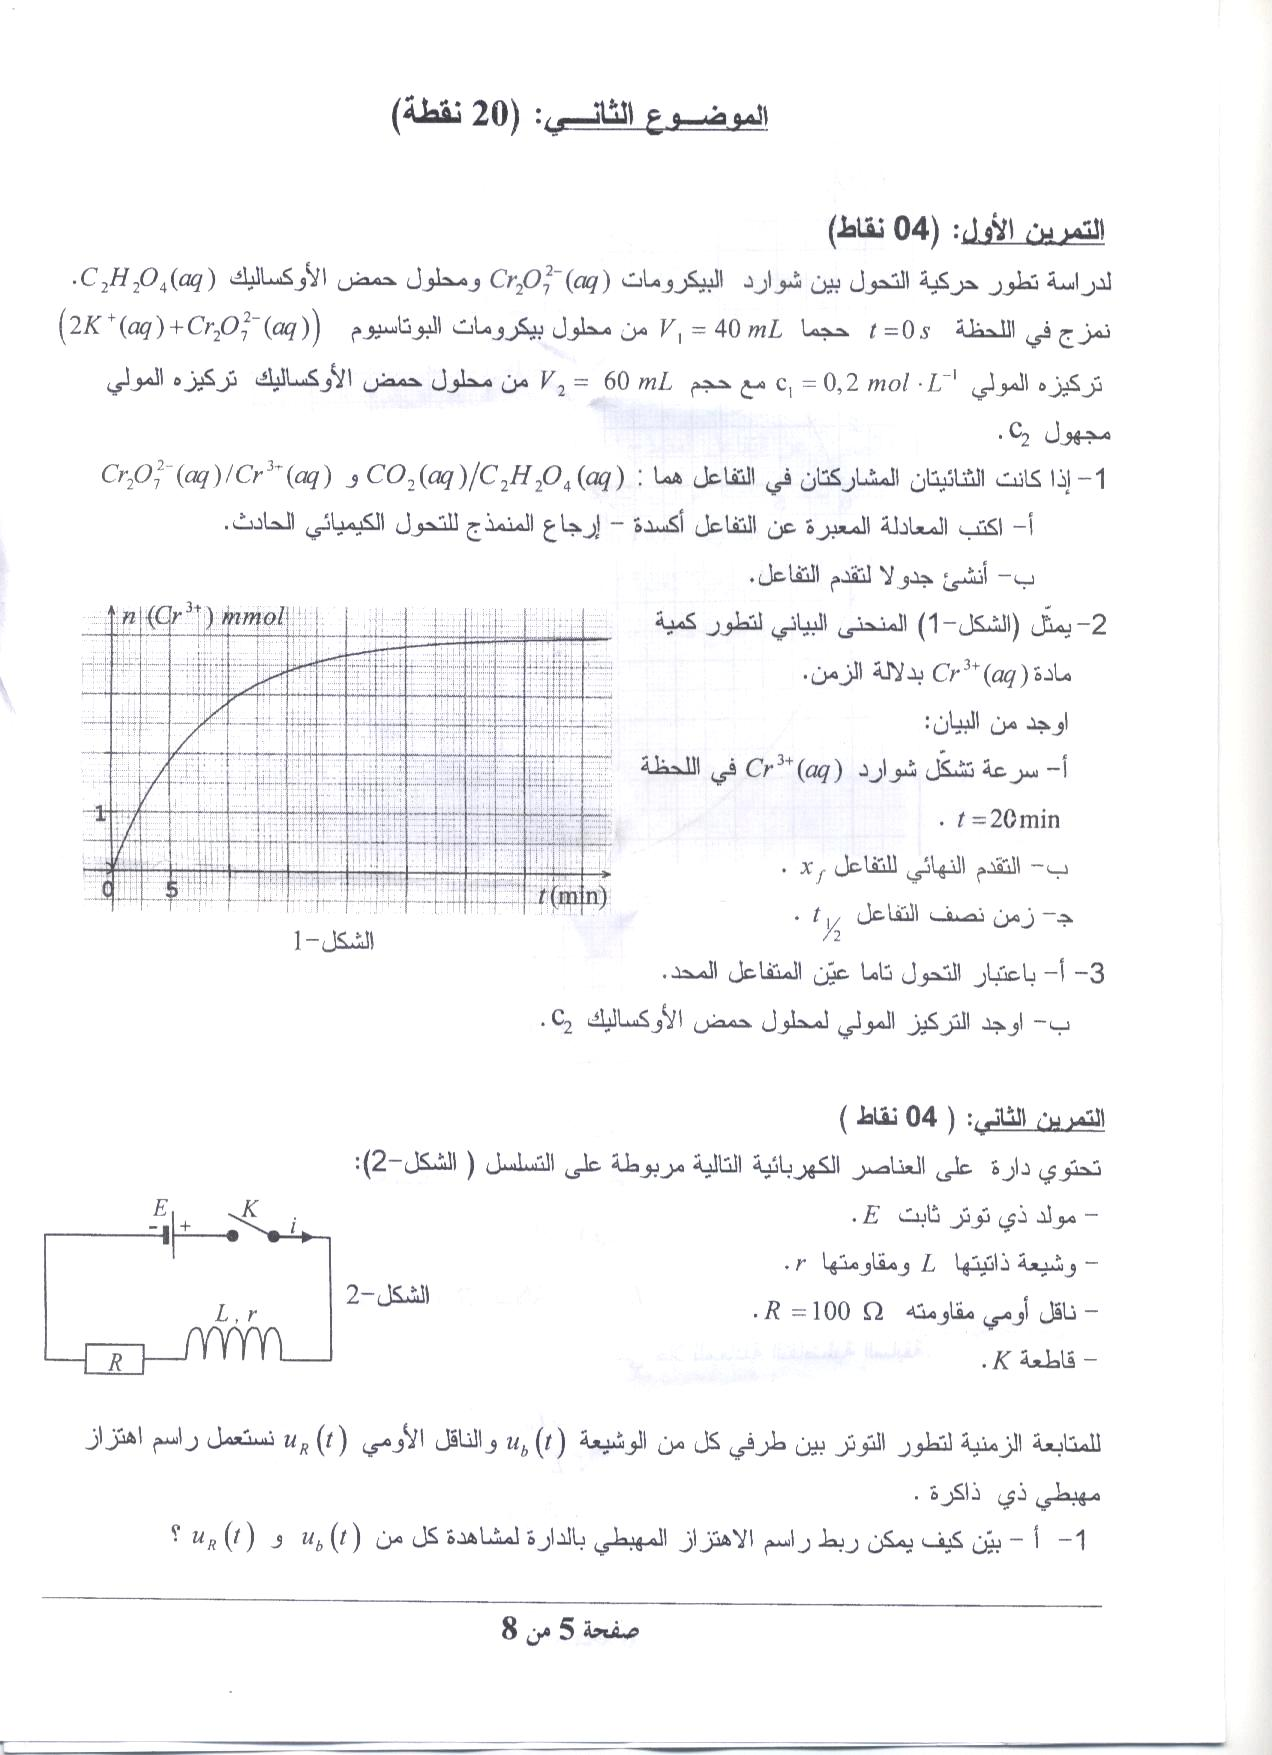 الموضوع الثاني: (20 نقطة)
التمرين الأول: (04 نقاط)
لدراسة تطور حركية التحول بين شوارد البيكرومات Cr₂O₇²⁻(aq) ومحلول حمض الأوكساليك C₂H₂O₄(aq).
نمزج في اللحظة t=0 s حجما V₁ = 40 mL من محلول بيكرومات البوتاسيوم (2K⁺(aq)+Cr₂O₇²⁻(aq))
تركيزه المولي c₁ = 0,2 mol·L⁻¹ مع حجم V₂ = 60 mL من محلول حمض الأوكساليك تركيزه المولي
مجهول c₂.
1- إذا كانت الثنائيتان المشاركتان في التفاعل هما : CO₂(aq)/C₂H₂O₄(aq) و Cr₂O₇²⁻(aq)/Cr³⁺(aq)
أ- اكتب المعادلة المعبرة عن التفاعل أكسدة – إرجاع المنمذج للتحول الكيميائي الحادث.
ب- أنشئ جدولا لتقدم التفاعل.
2- يمثّل (الشكل-1) المنحنى البياني لتطور كمية
مادة Cr³⁺(aq) بدلالة الزمن.
اوجد من البيان:
أ- سرعة تشكّل شوارد Cr³⁺(aq) في اللحظة
t = 20 min .
ب- التقدم النهائي للتفاعل x_f .
ج- زمن نصف التفاعل t₁/₂ .
n (Cr³⁺) mmol
1
0
5
t(min)
الشكل-1
3- أ- باعتبار التحول تاما عيّن المتفاعل المحد.
ب- اوجد التركيز المولي لمحلول حمض الأوكساليك c₂.
التمرين الثاني: ( 04 نقاط )
تحتوي دارة على العناصر الكهربائية التالية مربوطة على التسلسل ( الشكل-2):
- مولد ذي توتر ثابت E.
- وشيعة ذاتيتها L ومقاومتها r.
- ناقل أومي مقاومته R = 100 Ω.
- قاطعة K.
E
- +
K
i
L , r
R
الشكل-2
للمتابعة الزمنية لتطور التوتر بين طرفي كل من الوشيعة u_b(t) والناقل الأومي u_R(t) نستعمل راسم اهتزاز
مهبطي ذي ذاكرة .
1- أ – بيّن كيف يمكن ربط راسم الاهتزاز المهبطي بالدارة لمشاهدة كل من u_b(t) و u_R(t) ؟
صفحة 5 من 8